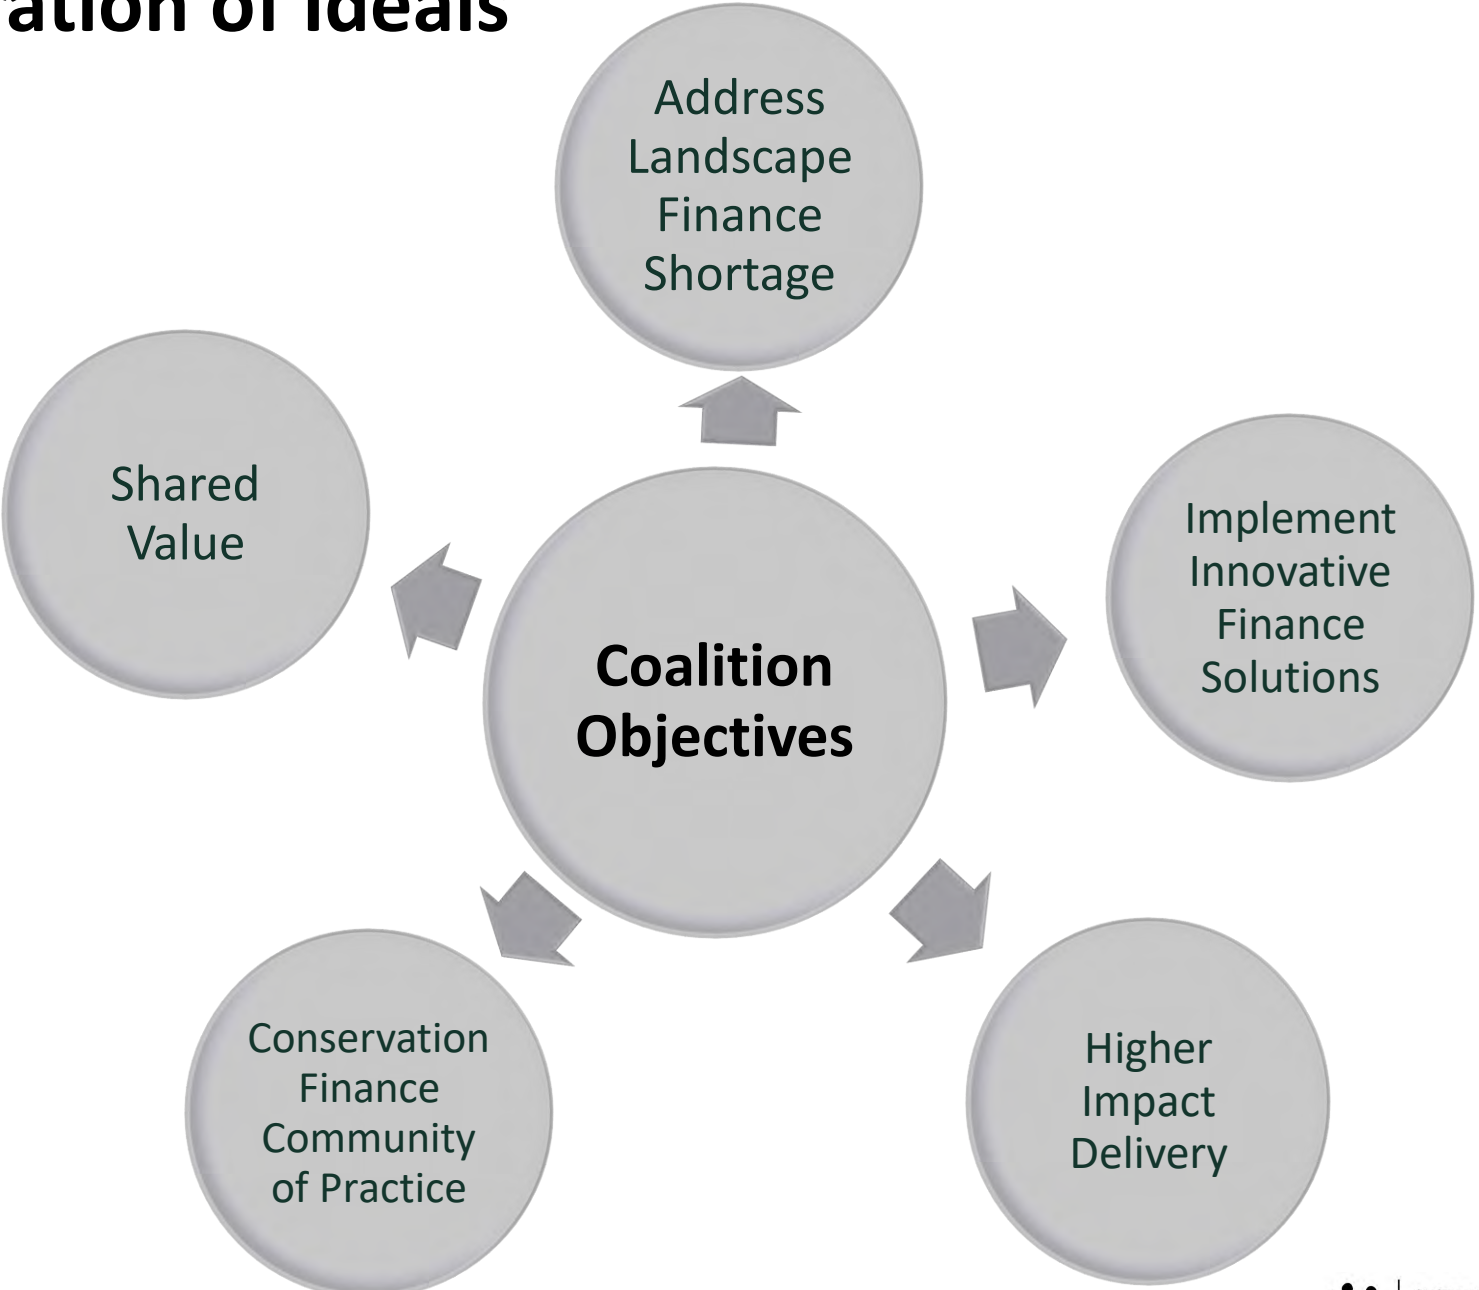 ation of Ideals
Address
Landscape
Finance
Shortage
Shared
Value
Implement
Innovative
Finance
Solutions
Coalition
Objectives
Conservation
Finance
Community
of Practice
Higher
Impact
Delivery